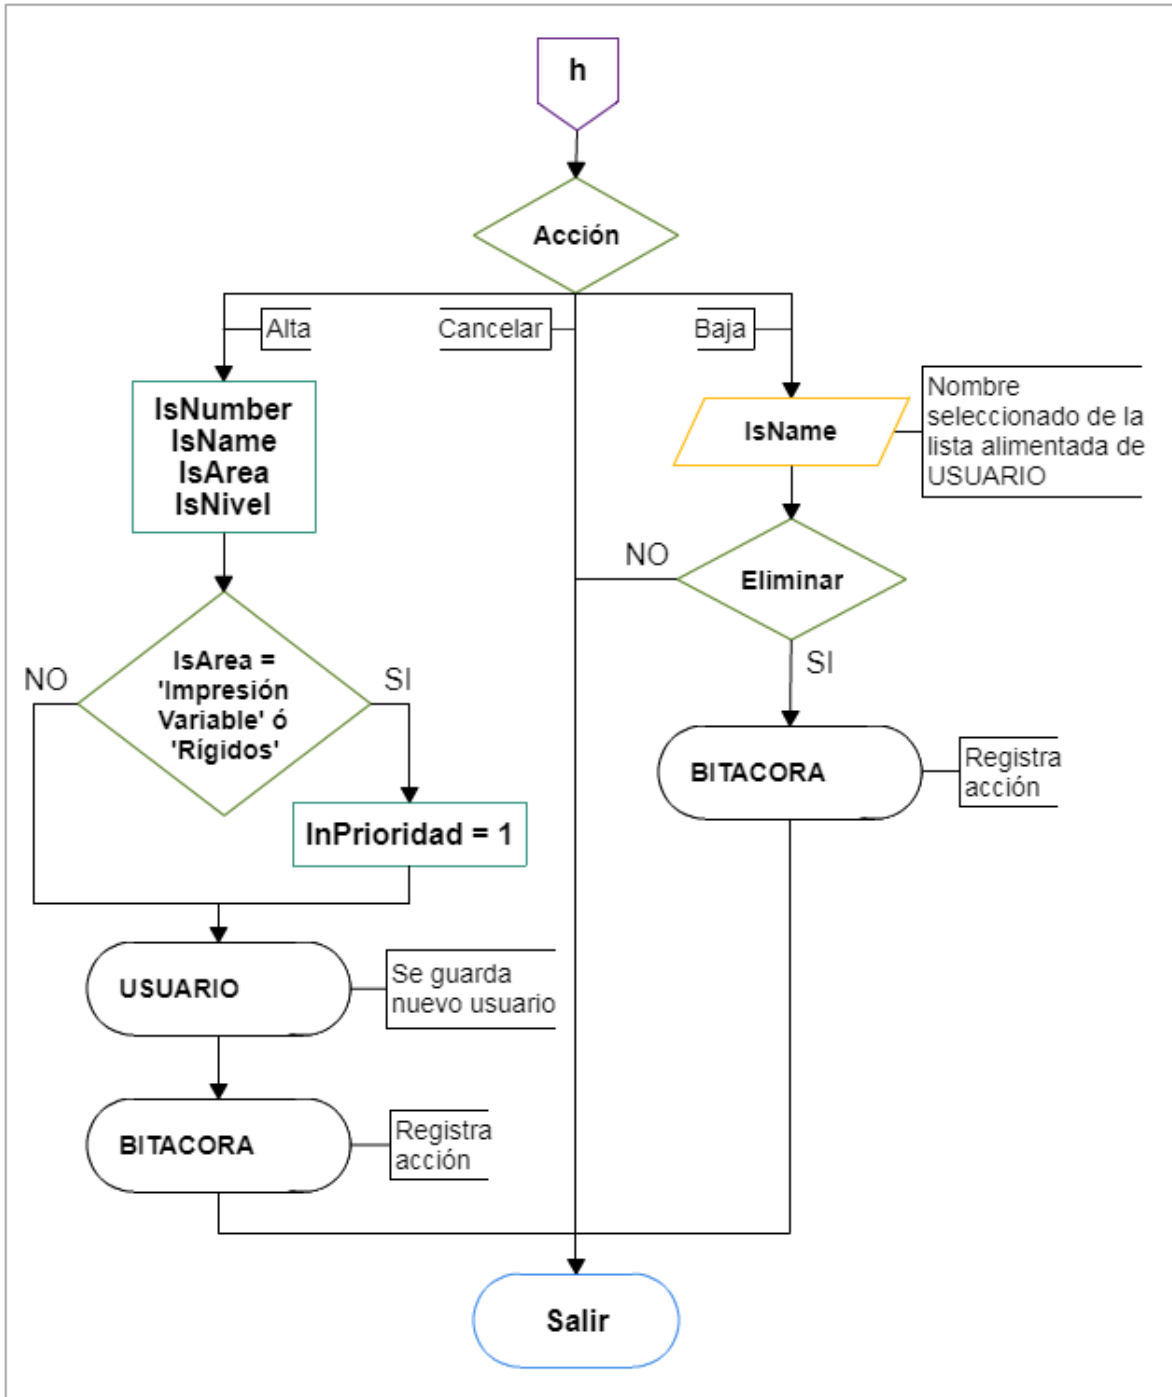 h
Acción
Alta
Cancelar
Baja
IsNumber
IsName
IsArea
IsNivel
IsName
Nombre
seleccionado de la
lista alimentada de
USUARIO
NO
Eliminar
SI
NO
IsArea =
'Impresión
Variable' ó
'Rígidos'
SI
BITACORA
Registra
acción
InPrioridad = 1
USUARIO
Se guarda
nuevo usuario
BITACORA
Registra
acción
Salir